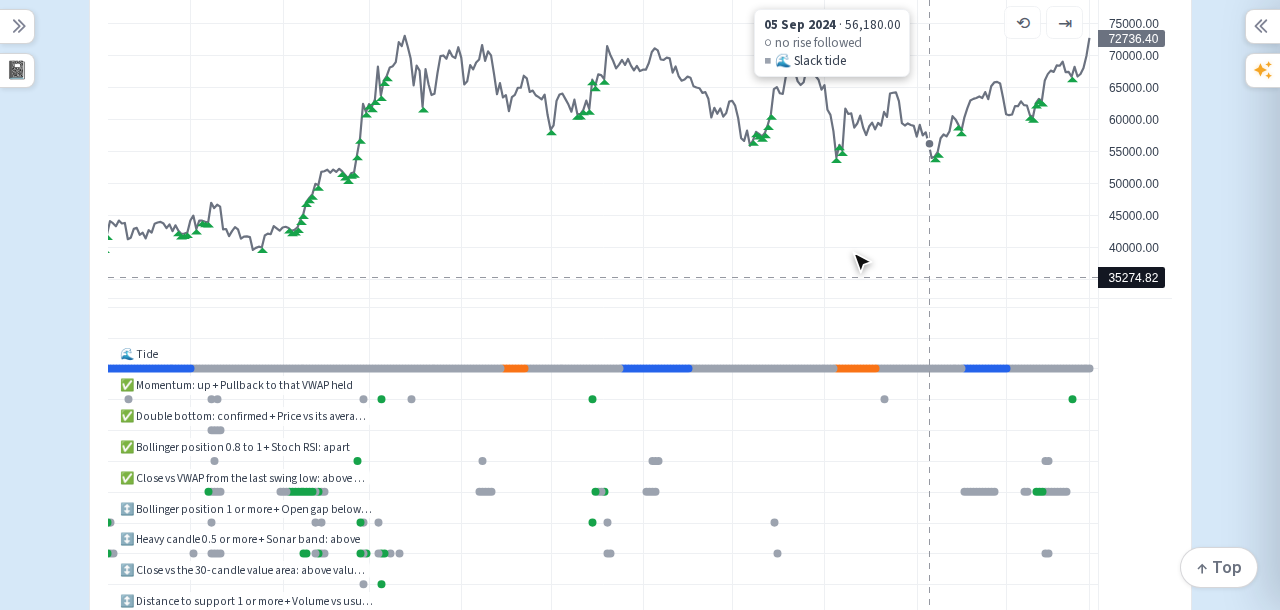 05 Sep 2024 · 56,180.00
no rise followed
🌊 Slack tide
75000.00
72736.40
70000.00
65000.00
60000.00
55000.00
50000.00
45000.00
40000.00
35274.82
🌊 Tide
✅ Momentum: up + Pullback to that VWAP held
✅ Double bottom: confirmed + Price vs its avera…
✅ Bollinger position 0.8 to 1 + Stoch RSI: apart
✅ Close vs VWAP from the last swing low: above …
↕️ Bollinger position 1 or more + Open gap below…
↕️ Heavy candle 0.5 or more + Sonar band: above
↕️ Close vs the 30-candle value area: above valu…
↕️ Distance to support 1 or more + Volume vs usu…
↑ Top